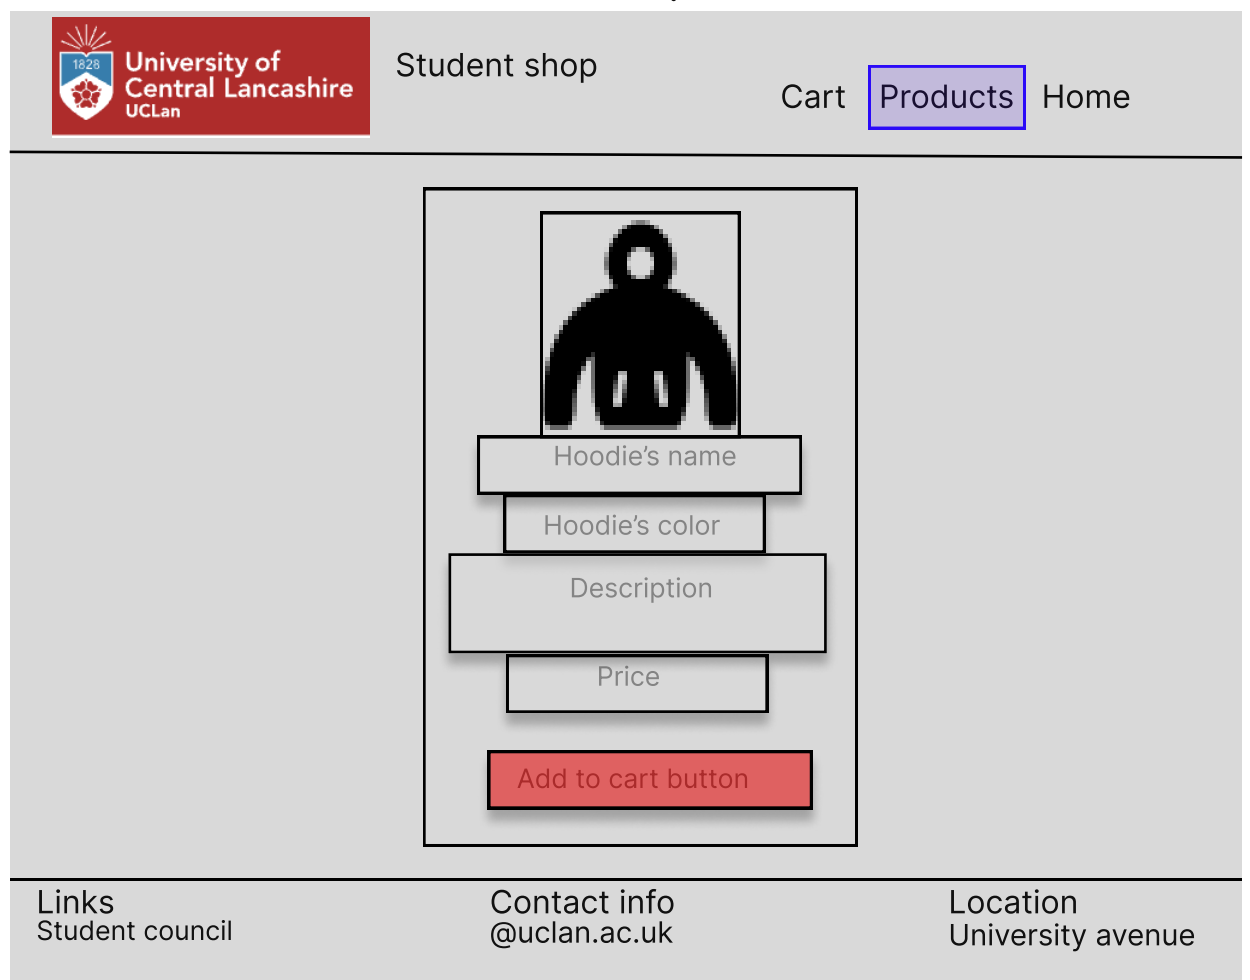 1828
University of
Central Lancashire
UCLan
Student shop
Cart Products Home
Hoodie’s name
Hoodie’s color
Description
Price
Add to cart button
Links
Student council
Contact info
@uclan.ac.uk
Location
University avenue